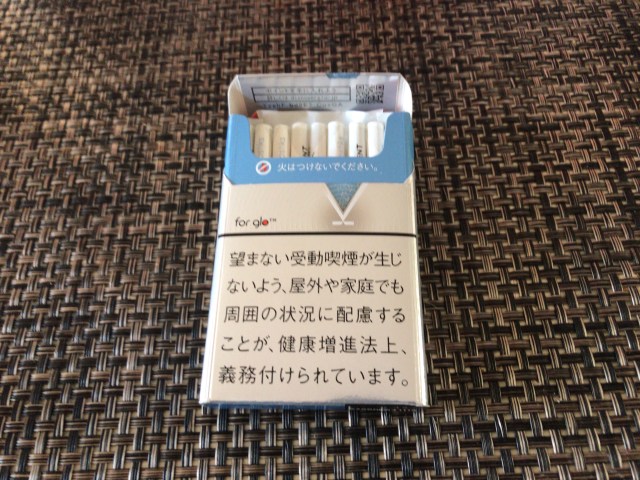 火はつけないでください。
for glo™
望まない受動喫煙が生じ
ないよう、屋外や家庭でも
周囲の状況に配慮する
ことが、健康増進法上、
義務付けられています。